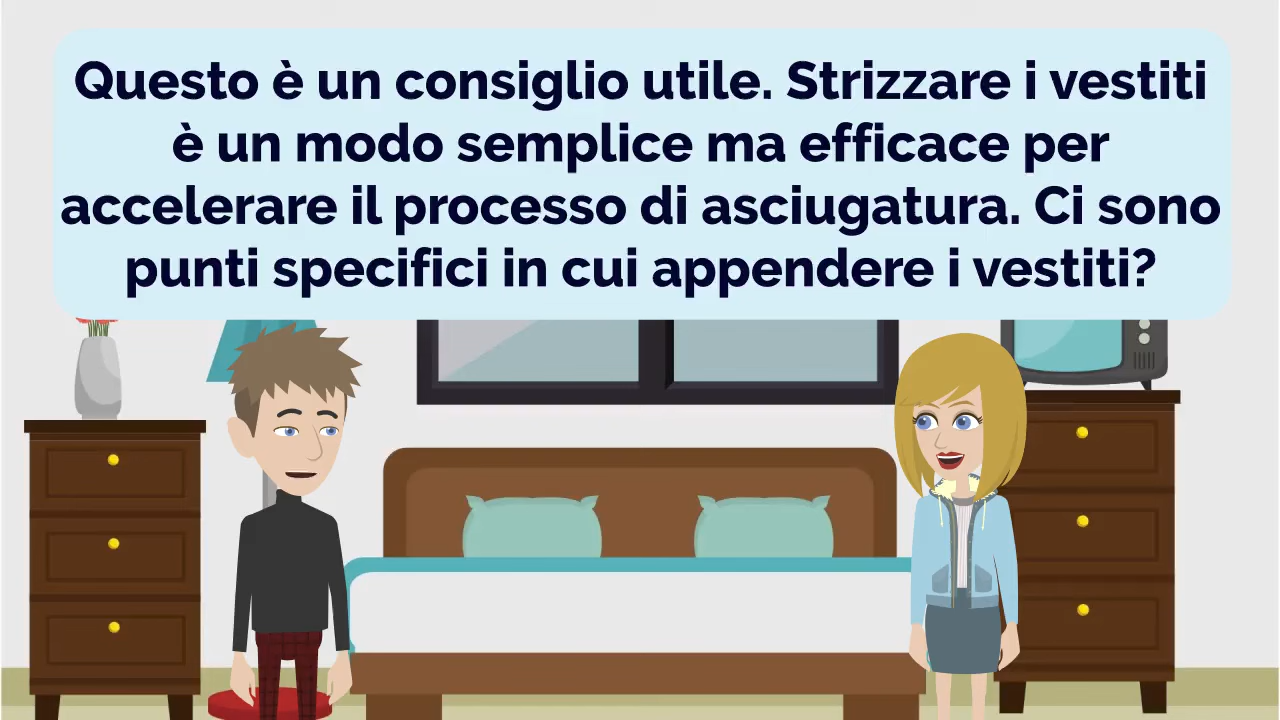 Questo è un consiglio utile. Strizzare i vestiti
è un modo semplice ma efficace per
accelerare il processo di asciugatura. Ci sono
punti specifici in cui appendere i vestiti?